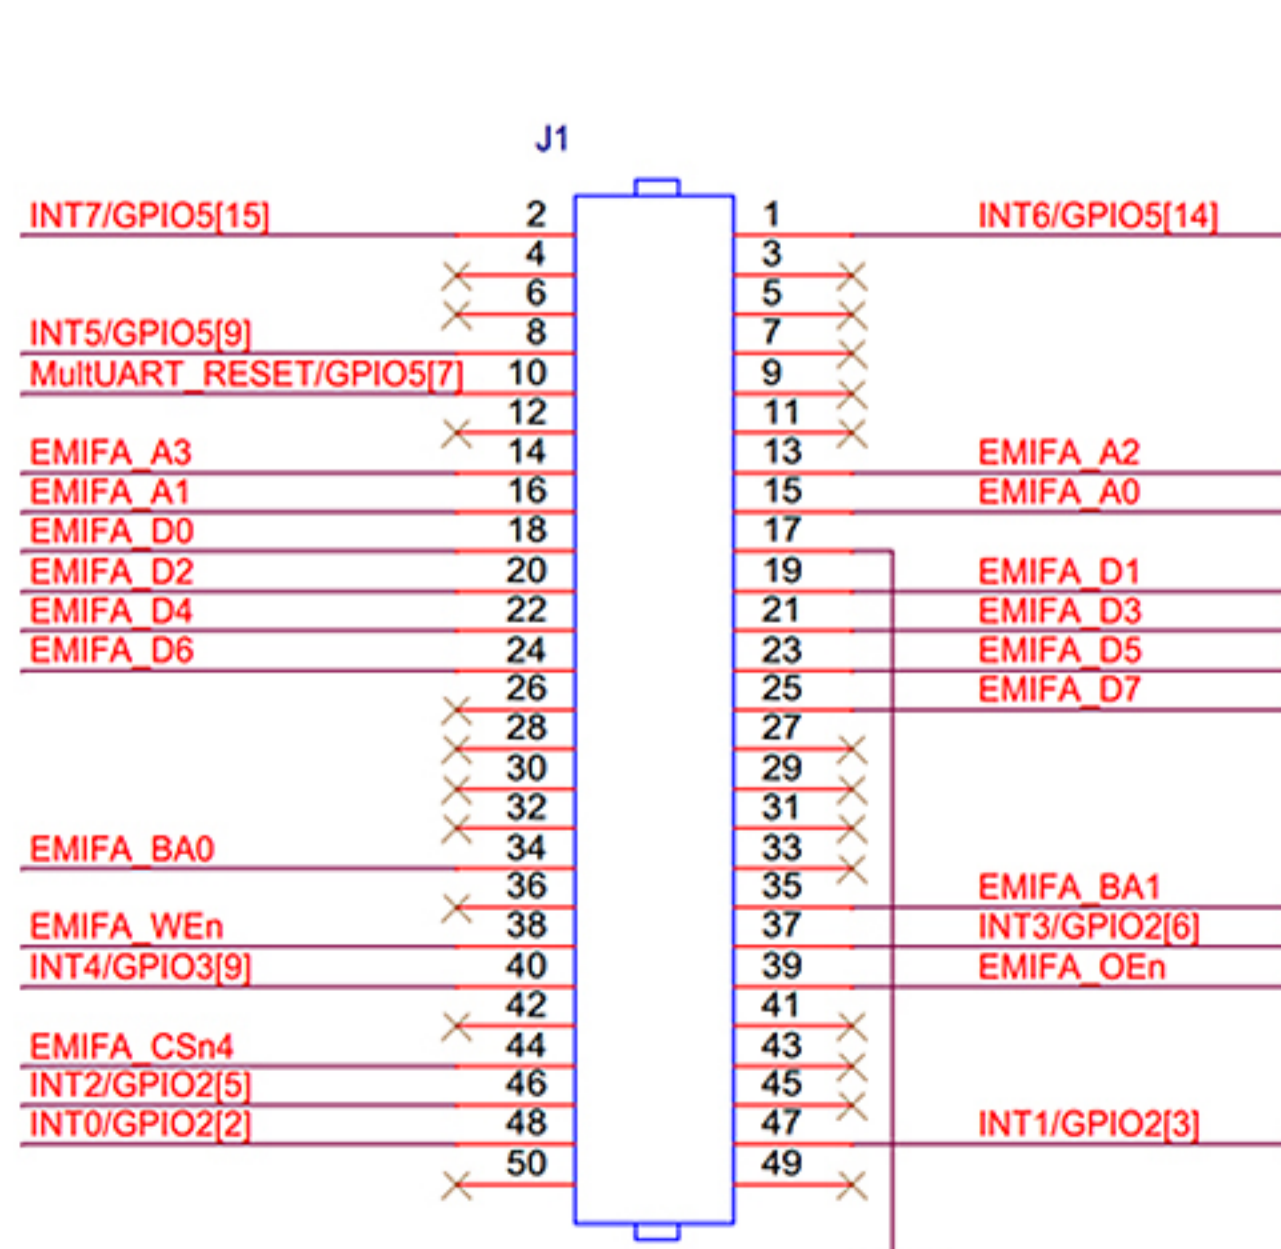 J1
INT7/GPIO5[15] 2 1 INT6/GPIO5[14]
4 3
6 5
INT5/GPIO5[9] 8 7
MultUART_RESET/GPIO5[7] 10 9
12 11
EMIFA_A3 14 13 EMIFA_A2
EMIFA_A1 16 15 EMIFA_A0
EMIFA_D0 18 17
EMIFA_D2 20 19 EMIFA_D1
EMIFA_D4 22 21 EMIFA_D3
EMIFA_D6 24 23 EMIFA_D5
26 25 EMIFA_D7
28 27
30 29
32 31
EMIFA_BA0 34 33
36 35 EMIFA_BA1
EMIFA_WEn 38 37 INT3/GPIO2[6]
INT4/GPIO3[9] 40 39 EMIFA_OEn
42 41
EMIFA_CSn4 44 43
INT2/GPIO2[5] 46 45
INT0/GPIO2[2] 48 47 INT1/GPIO2[3]
50 49